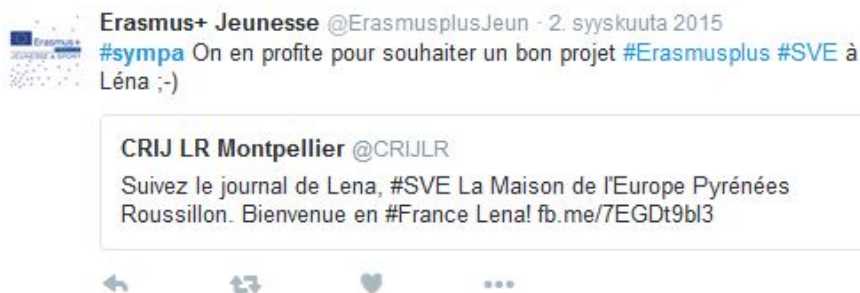 Erasmus+ Jeunesse @ErasmusplusJeun · 2. syyskuuta 2015
#sympa On en profite pour souhaiter un bon projet #Erasmusplus #SVE à
Léna ;-)
Erasmus+
CRIJ LR Montpellier @CRIJLR
Suivez le journal de Lena, #SVE La Maison de l'Europe Pyrénées
Roussillon. Bienvenue en #France Lena! fb.me/7EGDt9bI3